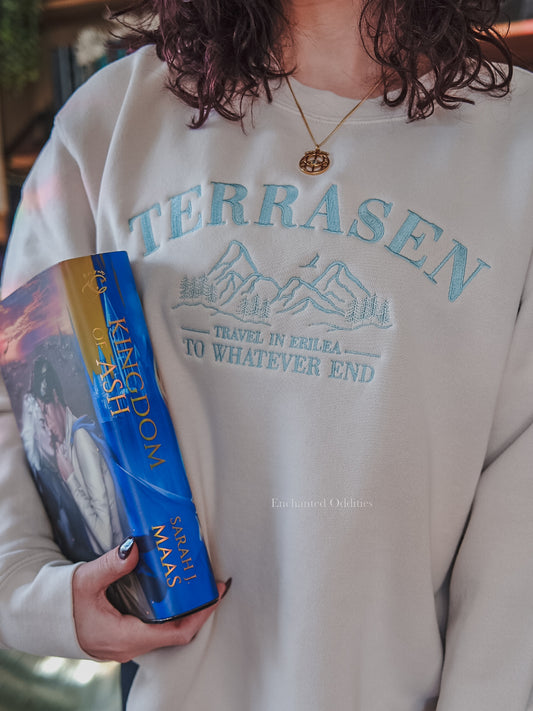 TERRASEN
TRAVEL IN ERILEA
TO WHATEVER END
KINGDOM
OF ASH
SARAH J.
MAAS
Enchanted Oddities